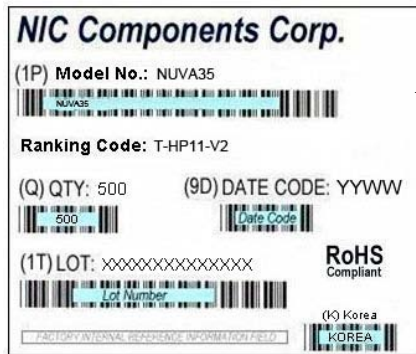 NIC Components Corp.
(1P) Model No.: NUVA35
NUVA35
Ranking Code: T-HP11-V2
(Q) QTY: 500 (9D) DATE CODE: YYWW
500 Date Code
(1T) LOT: XXXXXXXXXXXXXX
RoHS
Compliant
Lot Number
(K) Korea
FACTORY INTERNAL REFERENCE INFORMATION FIELD
KOREA